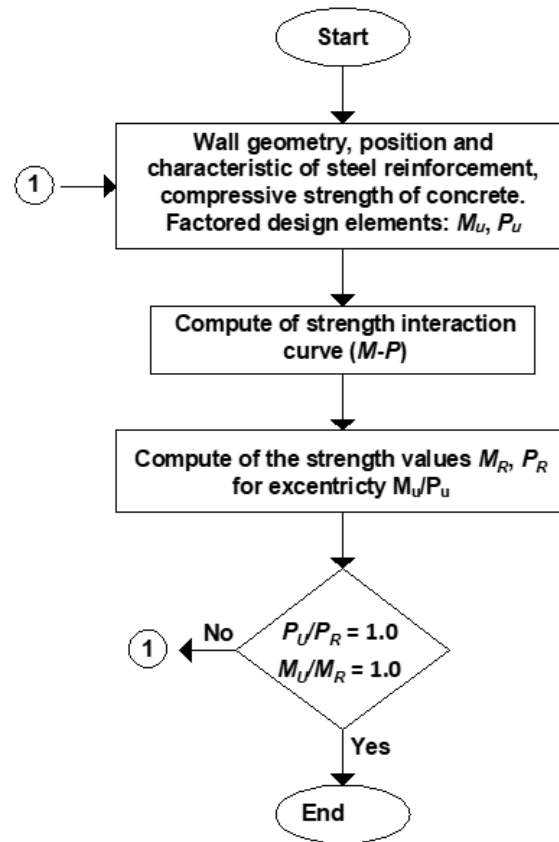 Start
Wall geometry, position and
characteristic of steel reinforcement,
compressive strength of concrete.
Factored design elements: Mu, Pu
1
Compute of strength interaction
curve (M-P)
Compute of the strength values MR, PR
for excentricty Mu/Pu
PU/PR = 1.0
MU/MR = 1.0
No
1
Yes
End